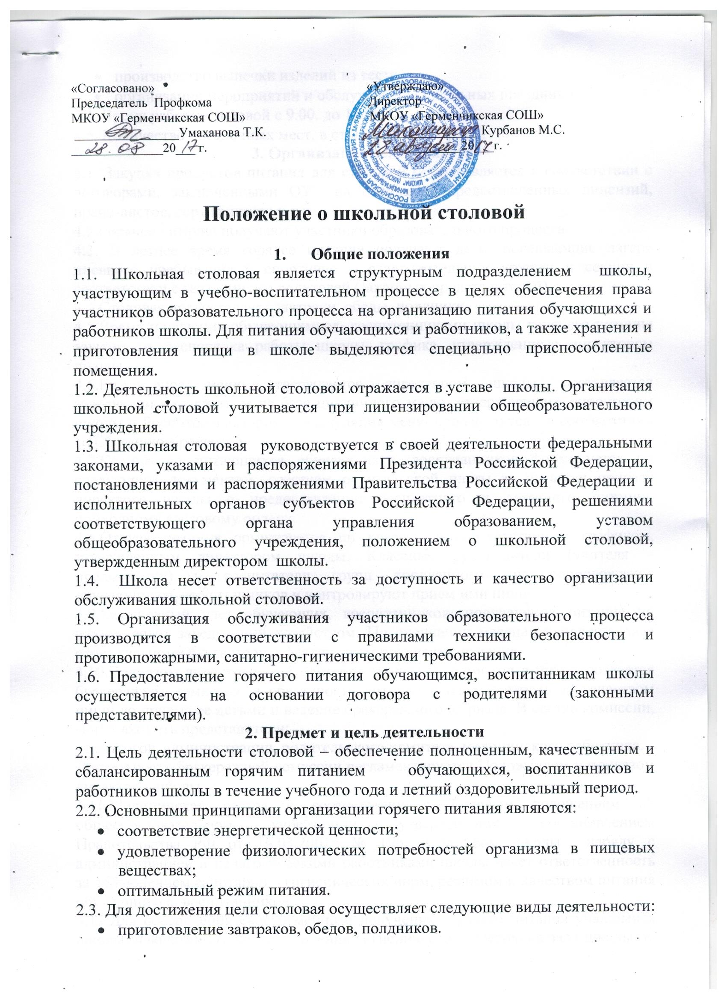 «Согласовано»
Председатель Профкома
МКОУ «Герменчикская СОШ»
Умаханова Т.К.
28.08 2017 г.
«Утверждаю»
Директор
МКОУ «Герменчикская СОШ»
Курбанов М.С.
28 август 2017 г.
Положение о школьной столовой
1. Общие положения
1.1. Школьная столовая является структурным подразделением школы,
участвующим в учебно-воспитательном процессе в целях обеспечения права
участников образовательного процесса на организацию питания обучающихся и
работников школы. Для питания обучающихся и работников, а также хранения и
приготовления пищи в школе выделяются специально приспособленные
помещения.
1.2. Деятельность школьной столовой отражается в уставе школы. Организация
школьной столовой учитывается при лицензировании общеобразовательного
учреждения.
1.3. Школьная столовая руководствуется в своей деятельности федеральными
законами, указами и распоряжениями Президента Российской Федерации,
постановлениями и распоряжениями Правительства Российской Федерации и
исполнительных органов субъектов Российской Федерации, решениями
соответствующего органа управления образованием, уставом
общеобразовательного учреждения, положением о школьной столовой,
утвержденным директором школы.
1.4. Школа несет ответственность за доступность и качество организации
обслуживания школьной столовой.
1.5. Организация обслуживания участников образовательного процесса
производится в соответствии с правилами техники безопасности и
противопожарными, санитарно-гигиеническими требованиями.
1.6. Предоставление горячего питания обучающимся, воспитанникам школы
осуществляется на основании договора с родителями (законными
представителями).
2. Предмет и цель деятельности
2.1. Цель деятельности столовой – обеспечение полноценным, качественным и
сбалансированным горячим питанием обучающихся, воспитанников и
работников школы в течение учебного года и летний оздоровительный период.
2.2. Основными принципами организации горячего питания являются:
• соответствие энергетической ценности;
• удовлетворение физиологических потребностей организма в пищевых
веществах;
• оптимальный режим питания.
2.3. Для достижения цели столовая осуществляет следующие виды деятельности:
• приготовление завтраков, обедов, полдников.